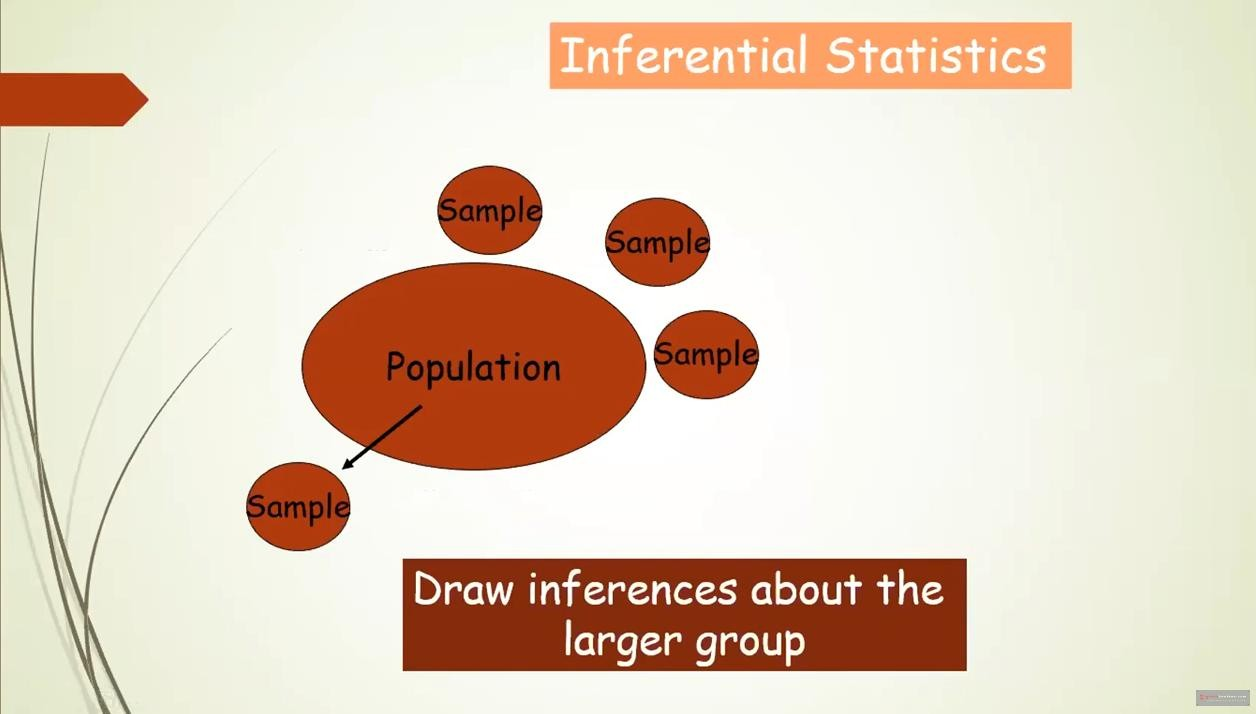 Inferential Statistics
Sample
Sample
Sample
Population
Sample
Draw inferences about the
larger group